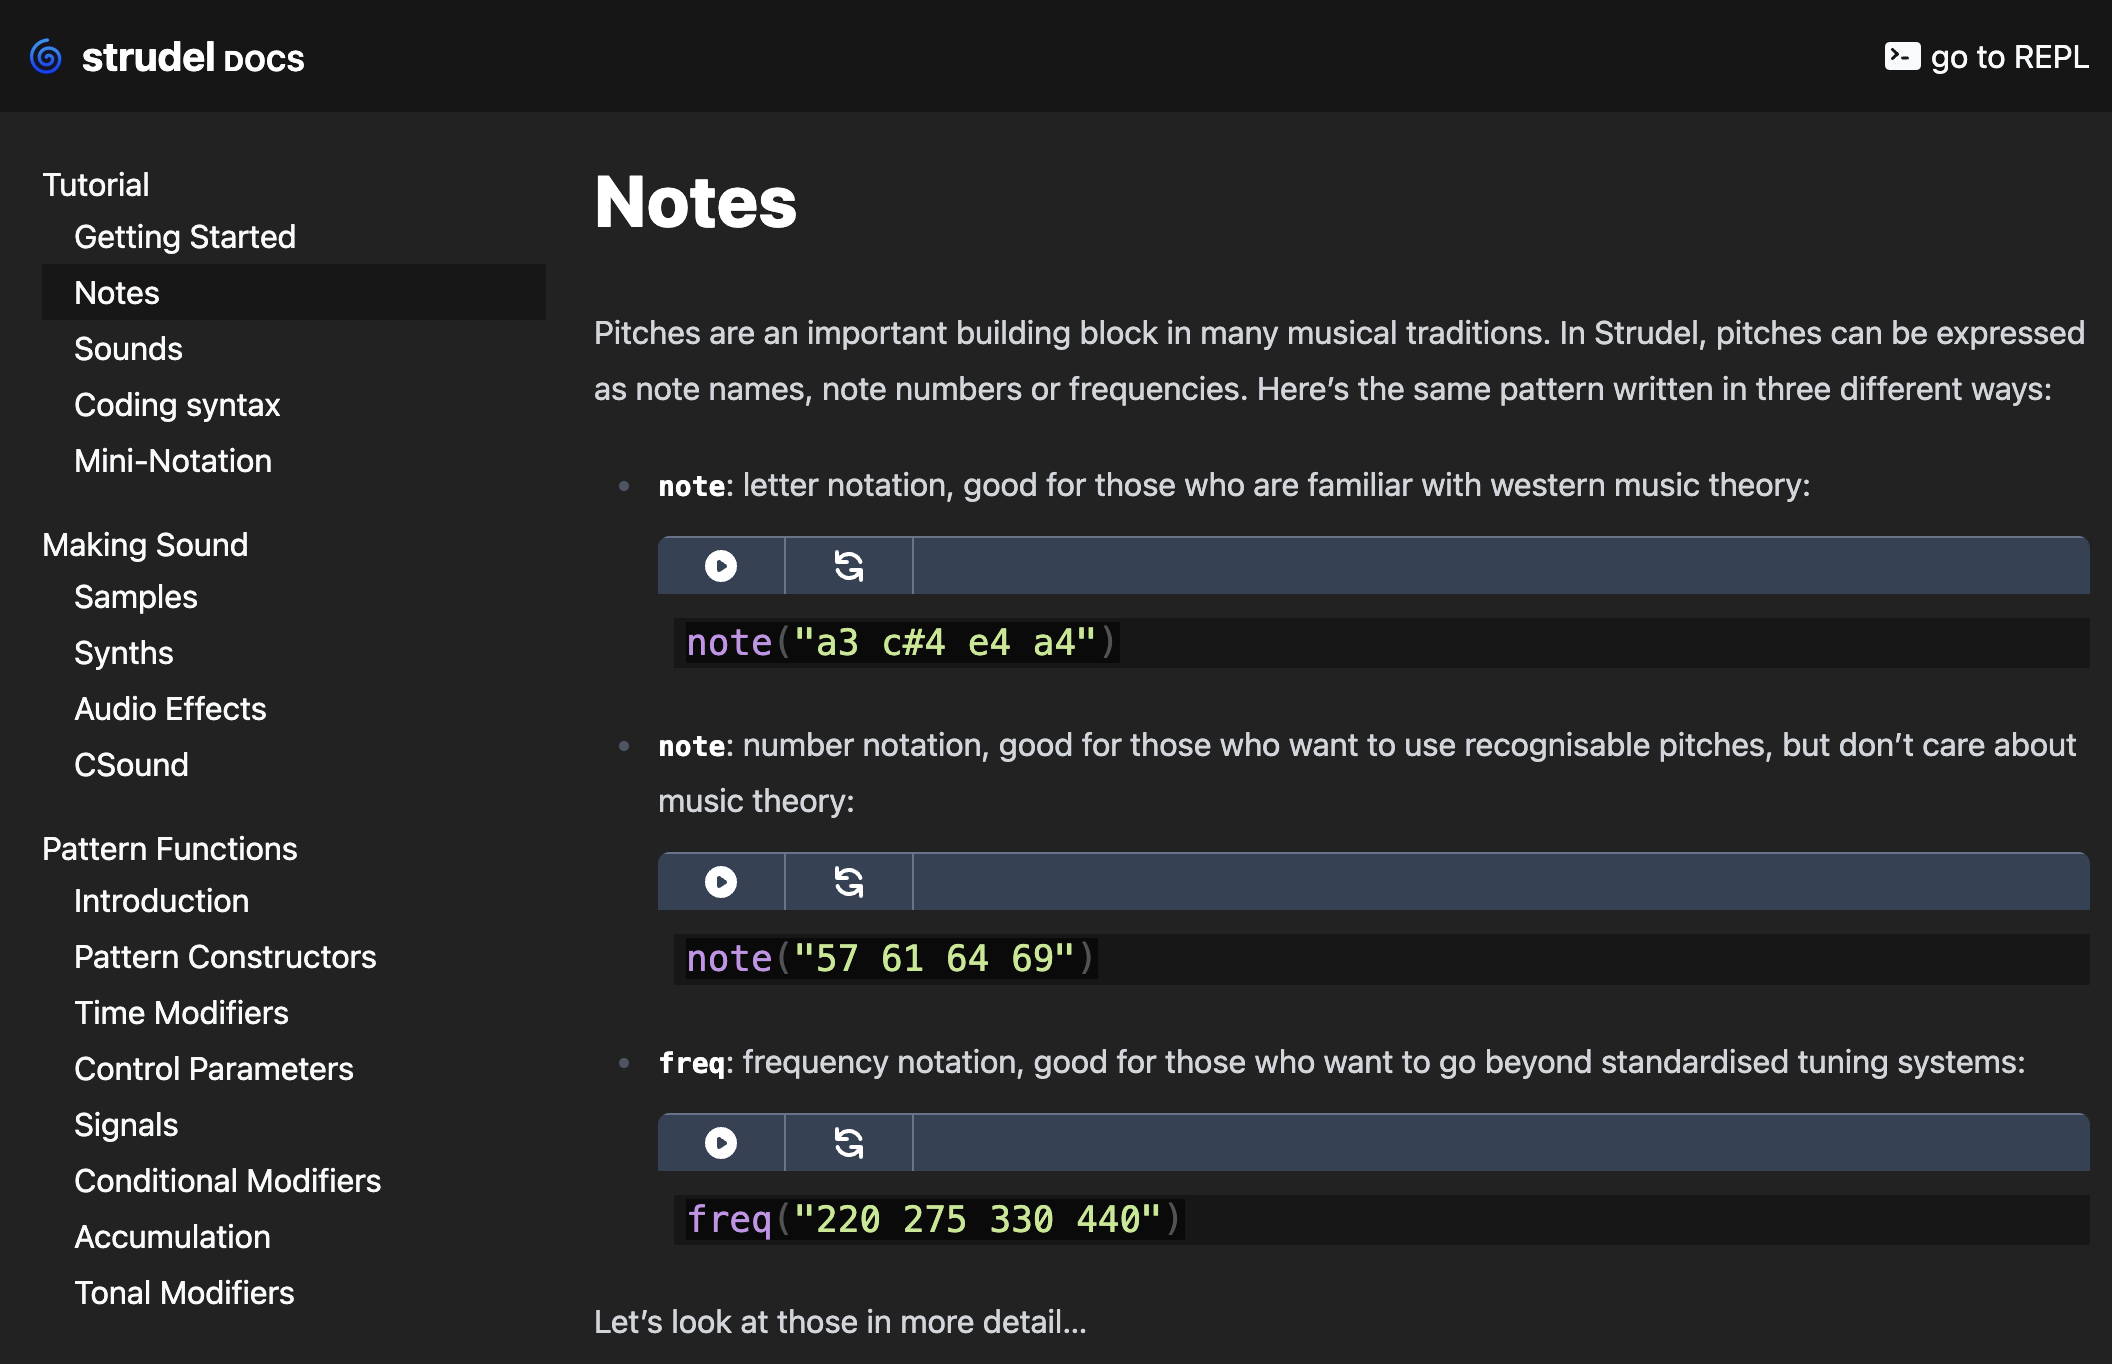 strudel DOCS
go to REPL
Tutorial
Getting Started
Notes
Sounds
Coding syntax
Mini-Notation
Making Sound
Samples
Synths
Audio Effects
CSound
Pattern Functions
Introduction
Pattern Constructors
Time Modifiers
Control Parameters
Signals
Conditional Modifiers
Accumulation
Tonal Modifiers
Notes
Pitches are an important building block in many musical traditions. In Strudel, pitches can be expressed
as note names, note numbers or frequencies. Here’s the same pattern written in three different ways:
• note: letter notation, good for those who are familiar with western music theory:
note("a3 c#4 e4 a4")
• note: number notation, good for those who want to use recognisable pitches, but don’t care about
music theory:
note("57 61 64 69")
• freq: frequency notation, good for those who want to go beyond standardised tuning systems:
freq("220 275 330 440")
Let’s look at those in more detail...